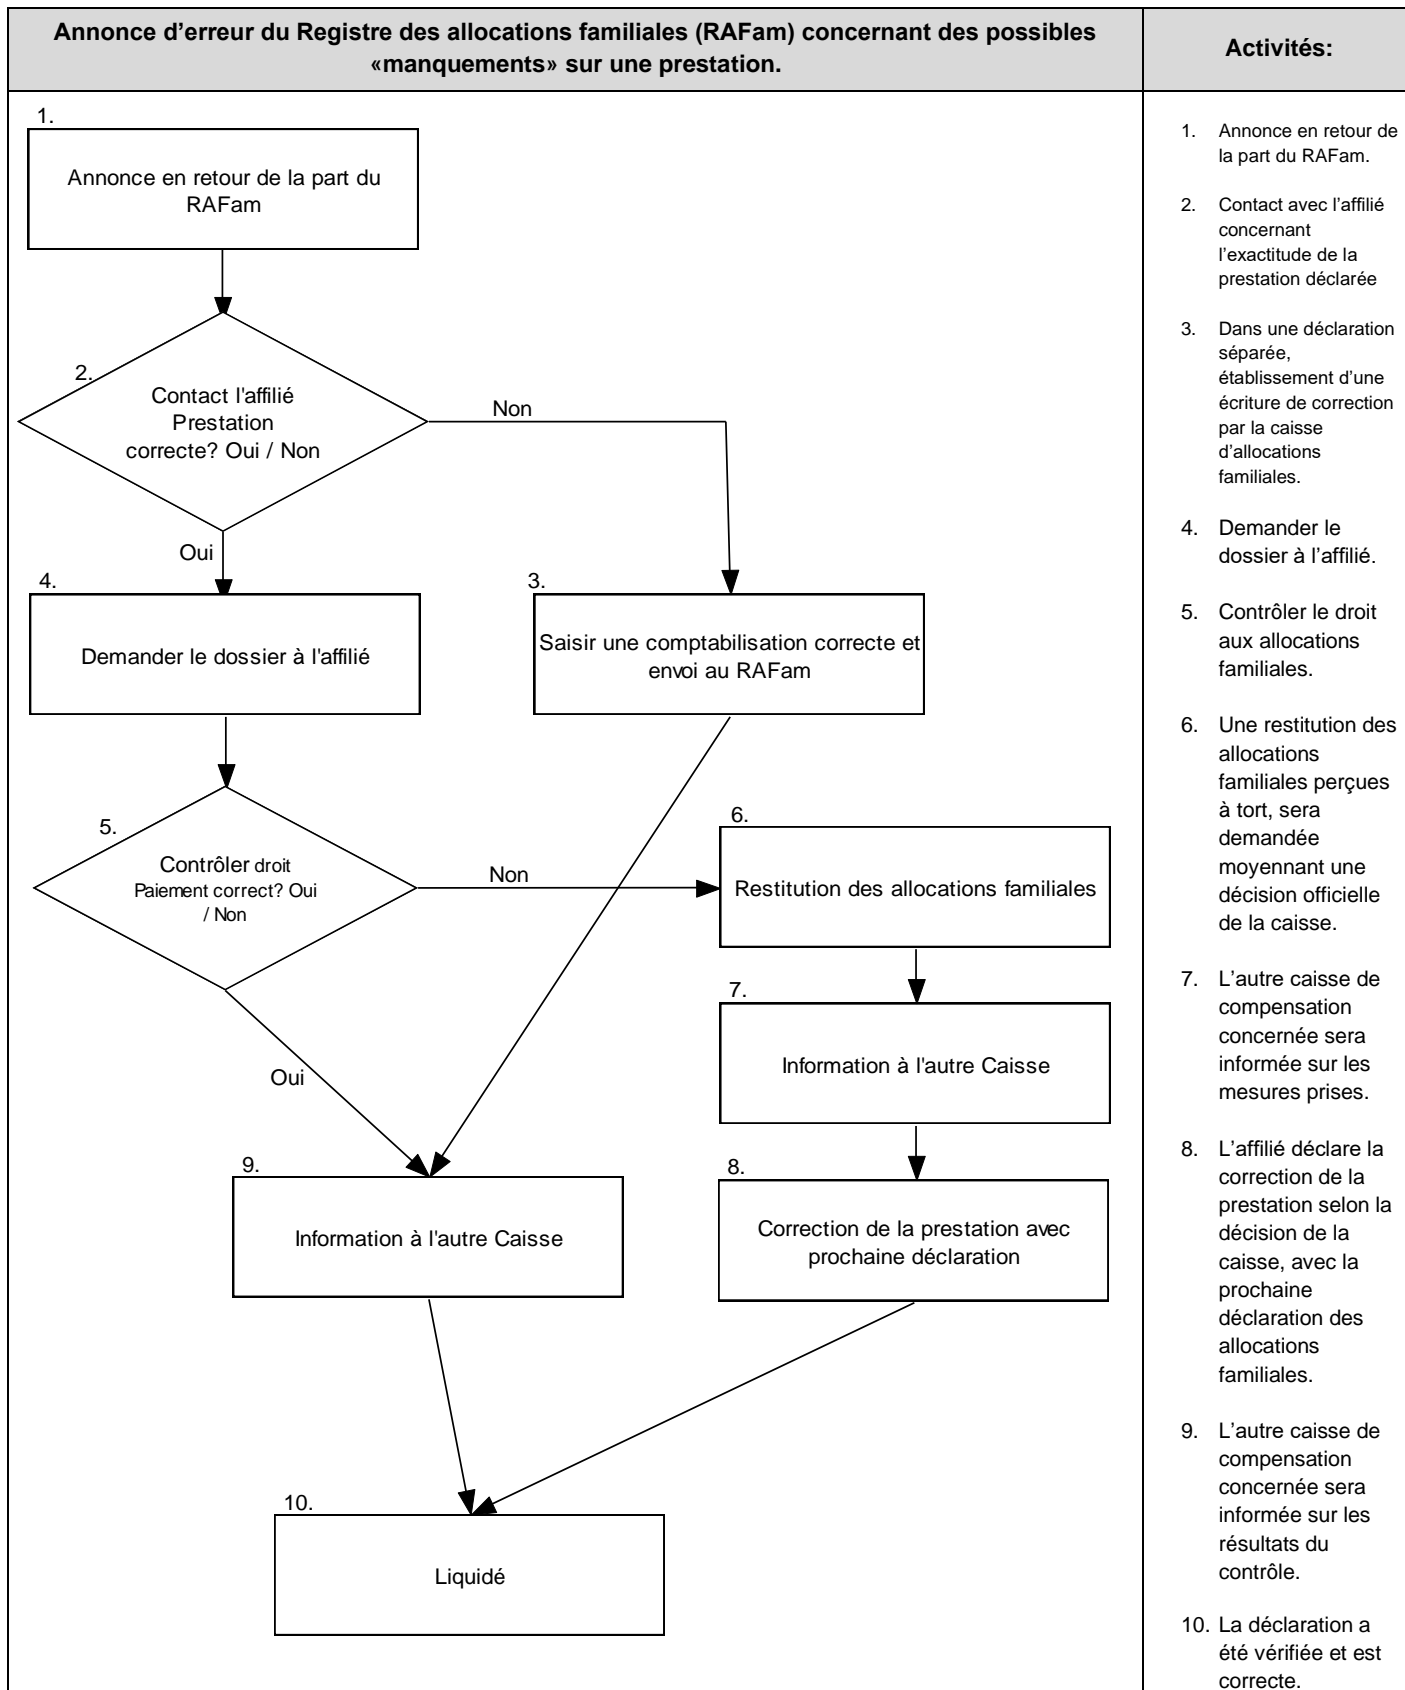 Annonce d’erreur du Registre des allocations familiales (RAFam) concernant des possibles
«manquements» sur une prestation.
Activités:
1.
Annonce en retour de la part du
RAFam
2.
Contact l'affilié
Prestation
correcte? Oui / Non
Non
Oui
4.
Demander le dossier à l'affilié
3.
Saisir une comptabilisation correcte et
envoi au RAFam
5.
Contrôler droit
Paiement correct? Oui
/ Non
Non
Oui
6.
Restitution des allocations familiales
7.
Information à l'autre Caisse
8.
Correction de la prestation avec
prochaine déclaration
9.
Information à l'autre Caisse
10.
Liquidé
1. Annonce en retour de
la part du RAFam.
2. Contact avec l’affilié
concernant
l’exactitude de la
prestation déclarée
3. Dans une déclaration
séparée,
établissement d’une
écriture de correction
par la caisse
d’allocations
familiales.
4. Demander le
dossier à l’affilié.
5. Contrôler le droit
aux allocations
familiales.
6. Une restitution des
allocations
familiales perçues
à tort, sera
demandée
moyennant une
décision officielle
de la caisse.
7. L’autre caisse de
compensation
concernée sera
informée sur les
mesures prises.
8. L’affilié déclare la
correction de la
prestation selon la
décision de la
caisse, avec la
prochaine
déclaration des
allocations
familiales.
9. L’autre caisse de
compensation
concernée sera
informée sur les
résultats du
contrôle.
10. La déclaration a
été vérifiée et est
correcte.